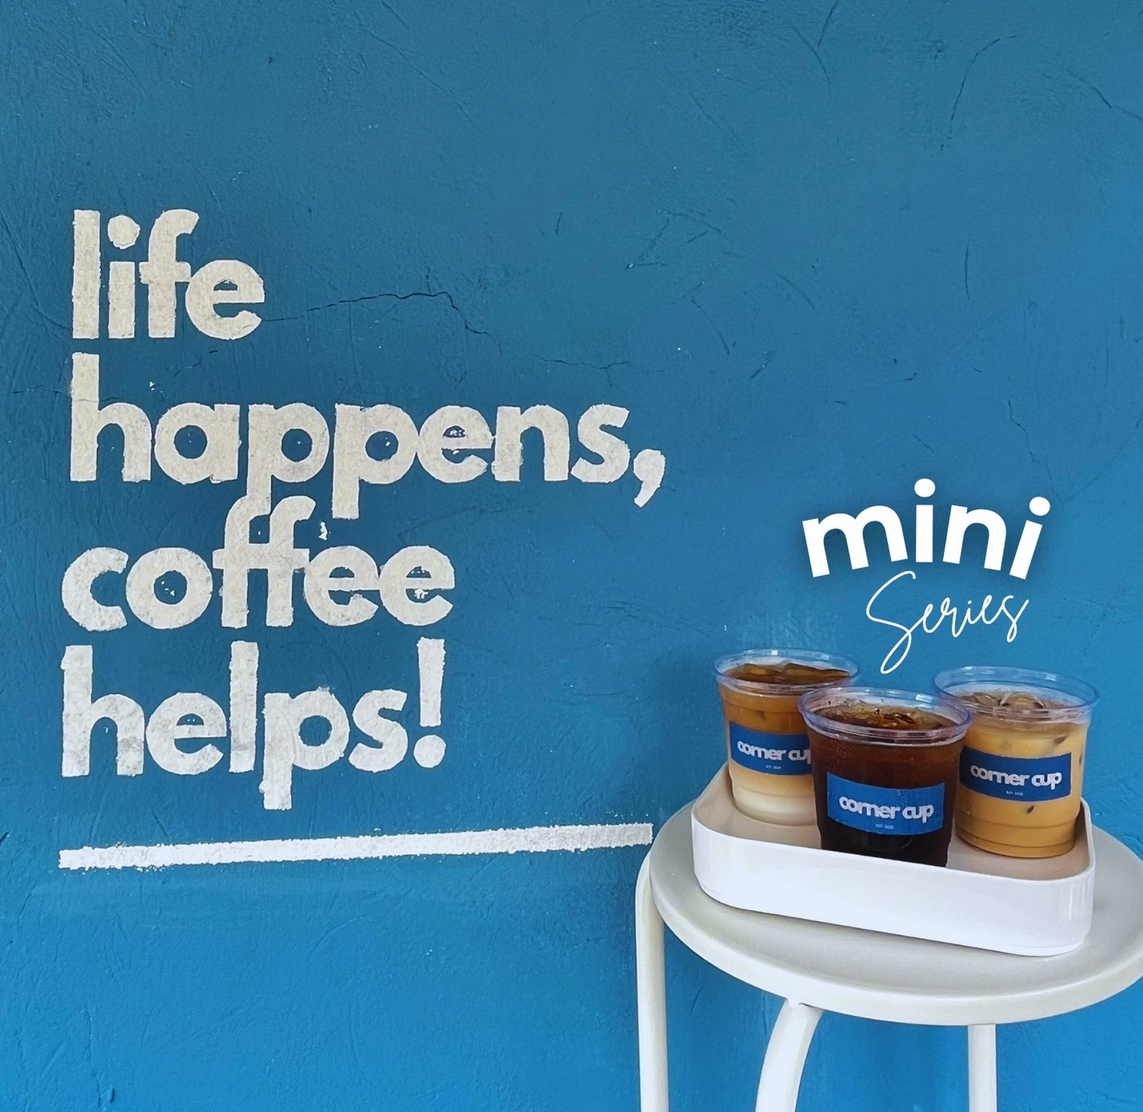 life
happens,
coffee
helps!
mini
Series
corner cup
corner cup
corner cup